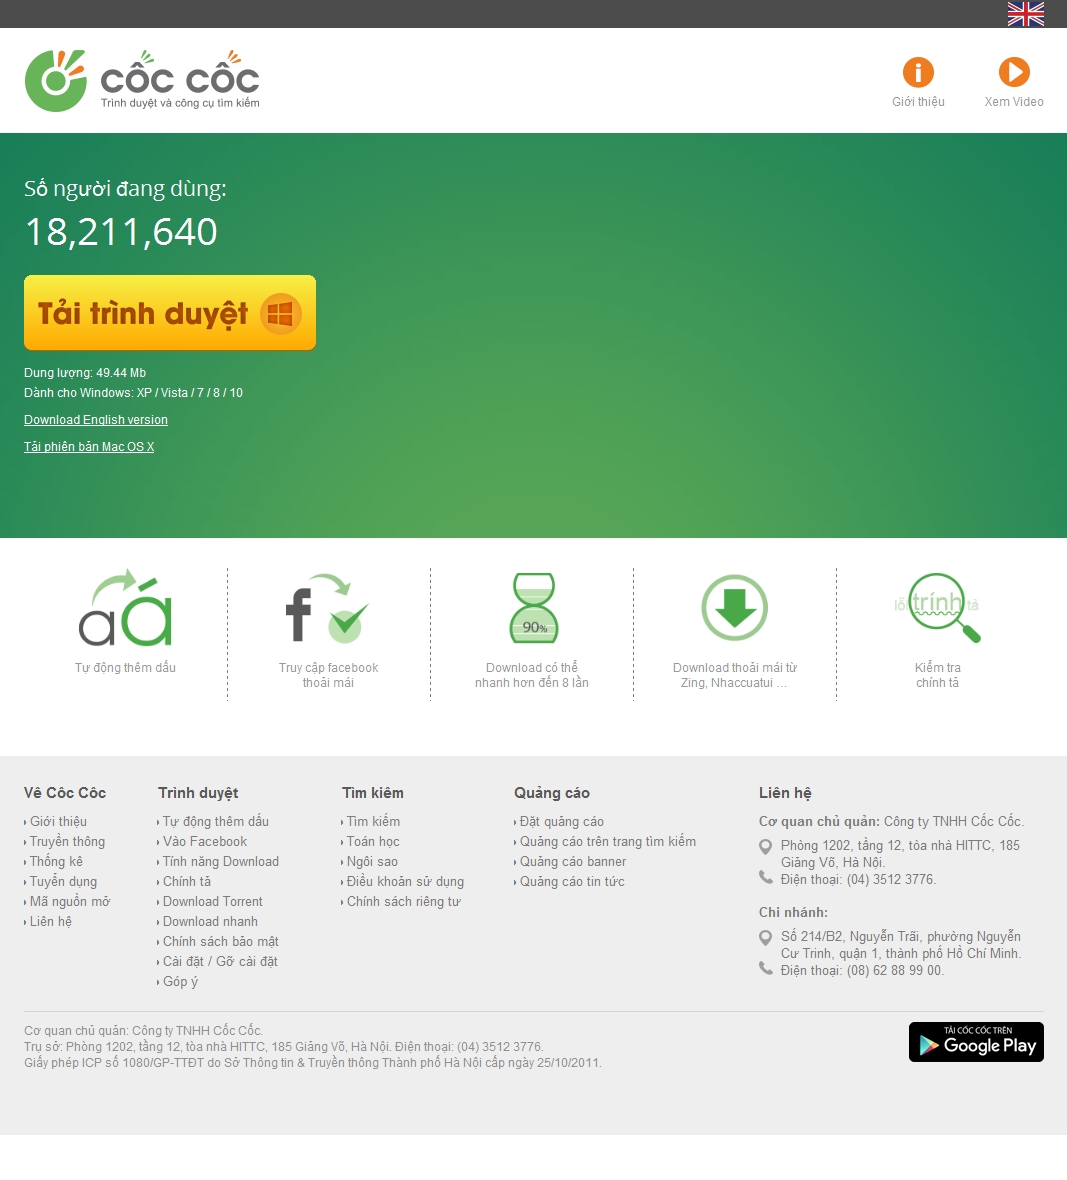 cốc cốc
Trình duyệt và công cụ tìm kiếm
Giới thiệu
Xem Video
Số người đang dùng:
18,211,640
Tải trình duyệt
Dung lượng: 49.44 Mb
Dành cho Windows: XP / Vista / 7 / 8 / 10
Download English version
Tải phiên bản Mac OS X
a á
f
90%
lỗi trính tả
Tự động thêm dấu
Truy cập facebook
thoải mái
Download có thể
nhanh hơn đến 8 lần
Download thoải mái từ
Zing, Nhaccuatui ...
Kiểm tra
chính tả
Về Cốc Cốc
Giới thiệu
Truyền thông
Thống kê
Tuyển dụng
Mã nguồn mở
Liên hệ
Trình duyệt
Tự động thêm dấu
Vào Facebook
Tính năng Download
Chính tả
Download Torrent
Download nhanh
Chính sách bảo mật
Cài đặt / Gỡ cài đặt
Góp ý
Tìm kiếm
Tìm kiếm
Toán học
Ngôi sao
Điều khoản sử dụng
Chính sách riêng tư
Quảng cáo
Đặt quảng cáo
Quảng cáo trên trang tìm kiếm
Quảng cáo banner
Quảng cáo tin tức
Liên hệ
Cơ quan chủ quản: Công ty TNHH Cốc Cốc.
Phòng 1202, tầng 12, tòa nhà HITTC, 185
Giảng Võ, Hà Nội.
Điện thoại: (04) 3512 3776.
Chi nhánh:
Số 214/B2, Nguyễn Trãi, phường Nguyễn
Cư Trinh, quận 1, thành phố Hồ Chí Minh.
Điện thoại: (08) 62 88 99 00.
Cơ quan chủ quản: Công ty TNHH Cốc Cốc.
Trụ sở: Phòng 1202, tầng 12, tòa nhà HITTC, 185 Giảng Võ, Hà Nội. Điện thoại: (04) 3512 3776.
Giấy phép ICP số 1080/GP-TTĐT do Sở Thông tin & Truyền thông Thành phố Hà Nội cấp ngày 25/10/2011.
TẢI CỐC CỐC TRÊN
Google Play